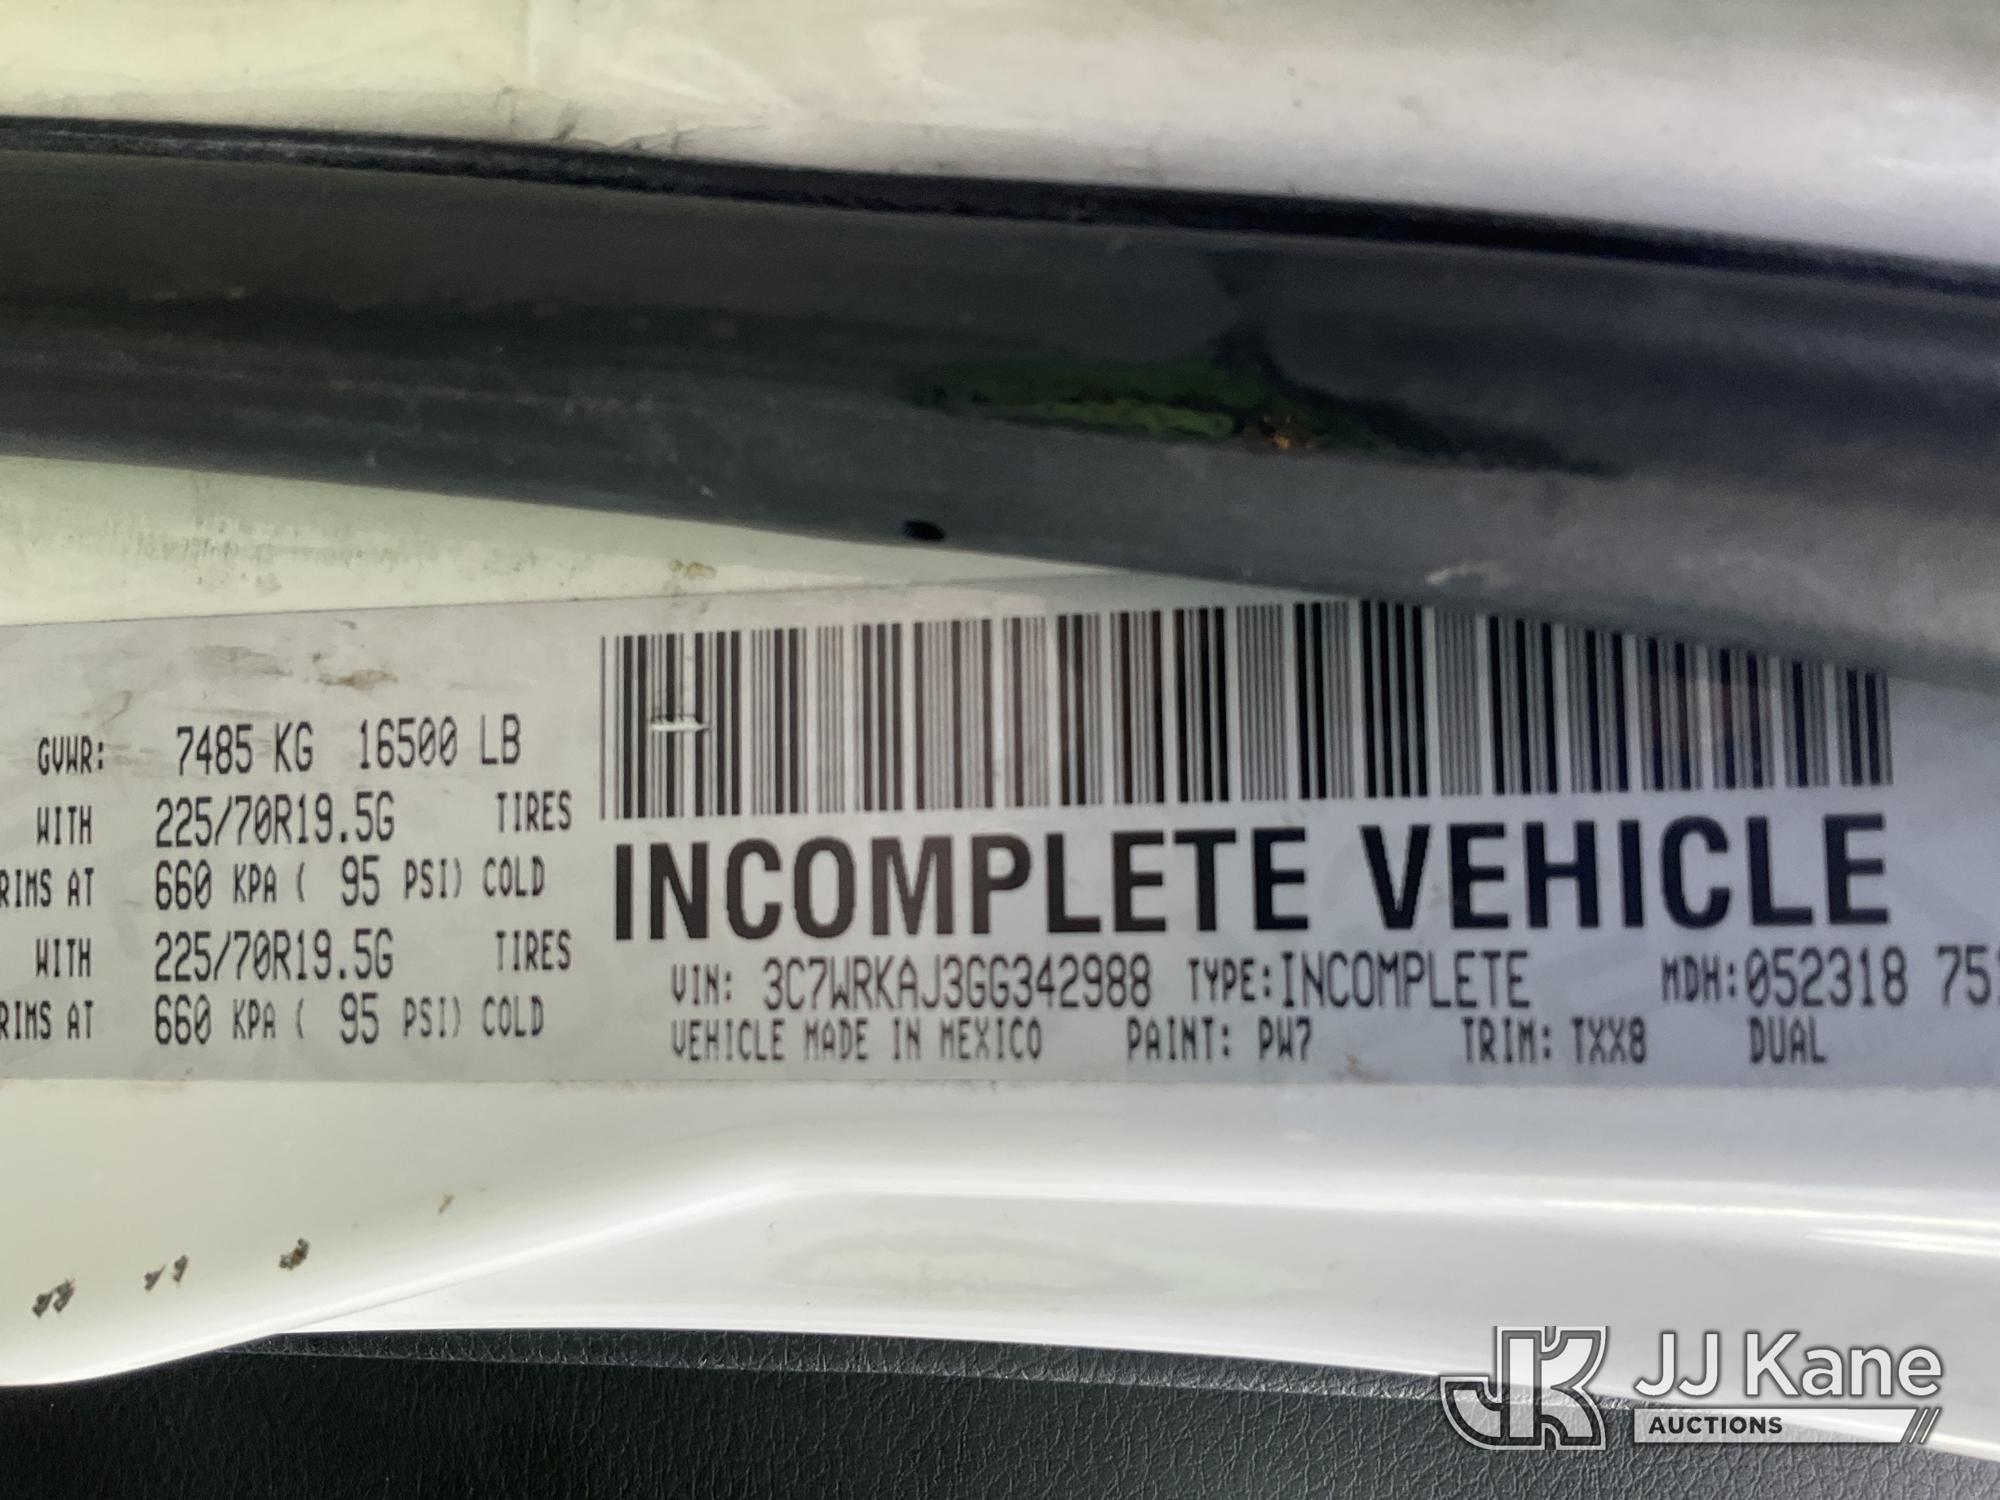 GVWR: 7485 KG 16500 LB
WITH 225/70R19.5G TIRES
RIMS AT 660 KPA ( 95 PSI) COLD
WITH 225/70R19.5G TIRES
RIMS AT 660 KPA ( 95 PSI) COLD
INCOMPLETE VEHICLE
VIN: 3C7WRKAJ3GG342988 TYPE: INCOMPLETE MDH: 052318 751
VEHICLE MADE IN MEXICO PAINT: PW7 TRIM: TXX8 DUAL
JK JJ Kane
AUCTIONS